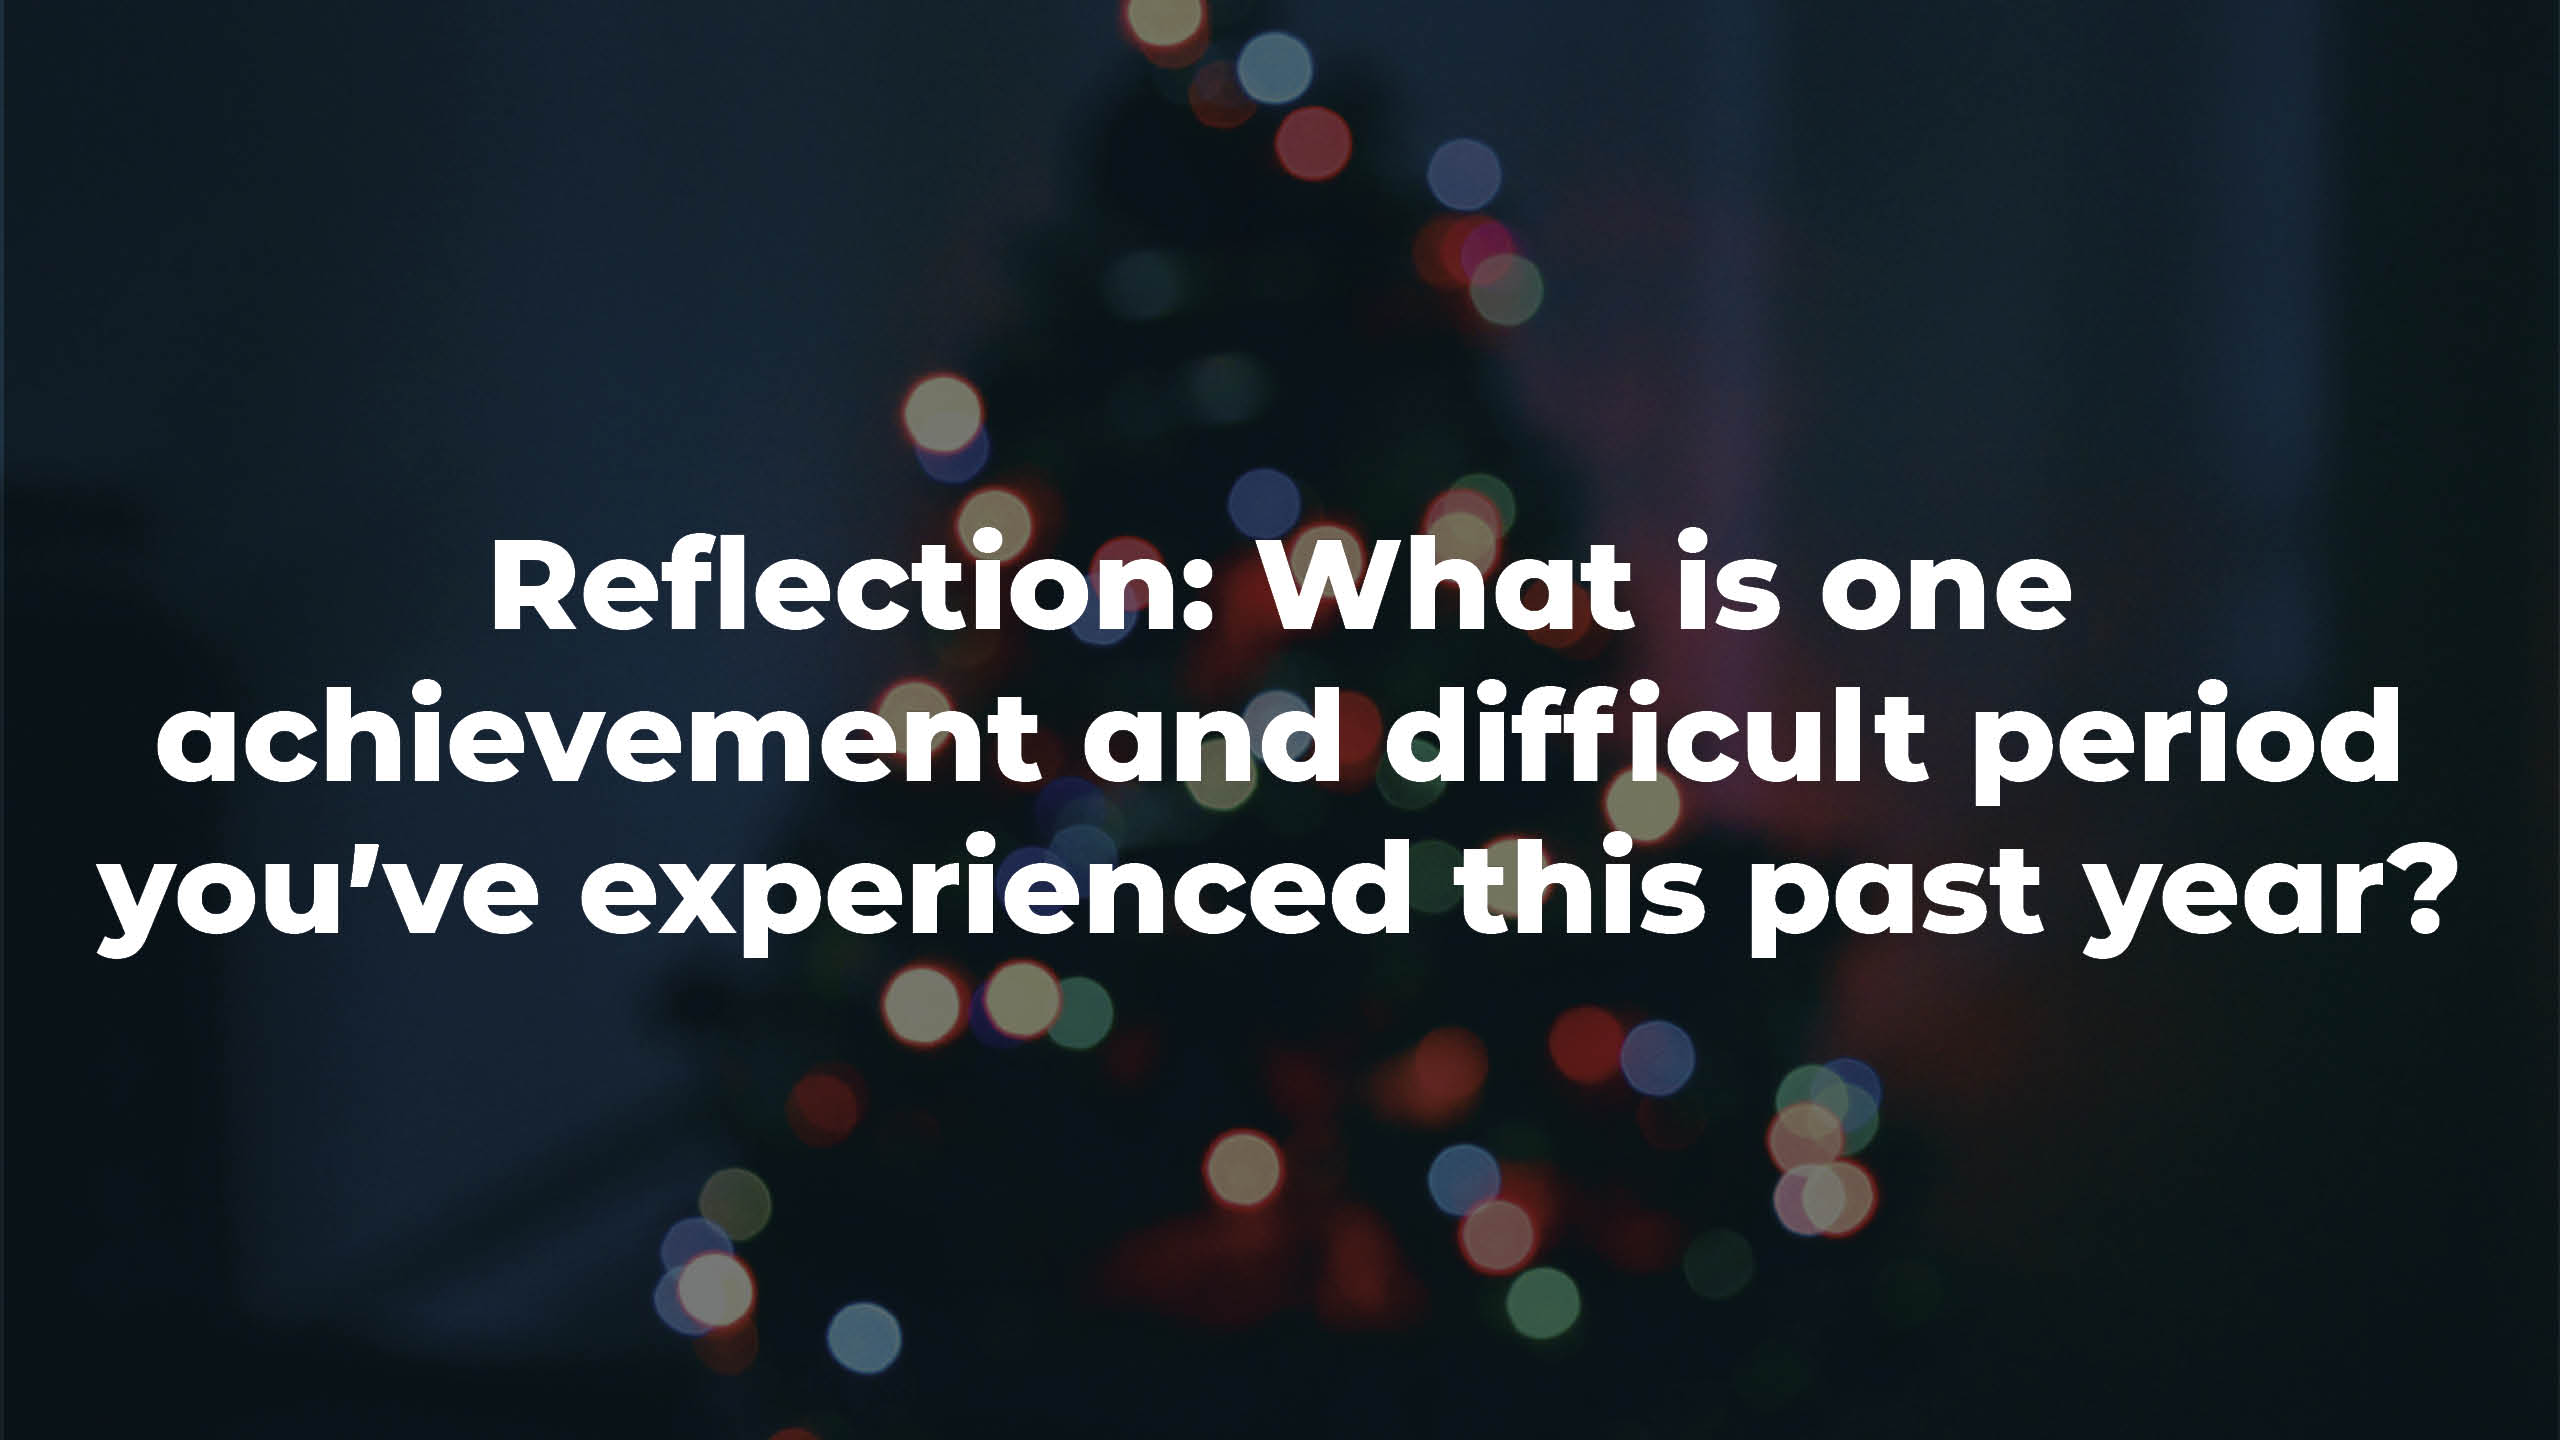 Reflection: What is one
achievement and difficult period
you've experienced this past year?